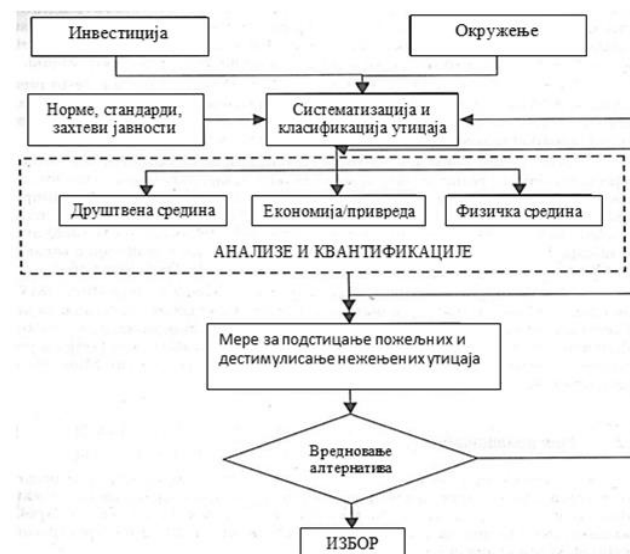 Инвестиција
Окружење
Норме, стандарди,
захтеви јавности
Систематизација и
класификација утицаја
Друштвена средина
Економија/привреда
Физичка средина
АНАЛИЗЕ И КВАНТИФИКАЦИЈЕ
Мере за подстицање пожељних и
дестимулисање нежењених утицаја
Вредновање
алтернатива
ИЗБОР